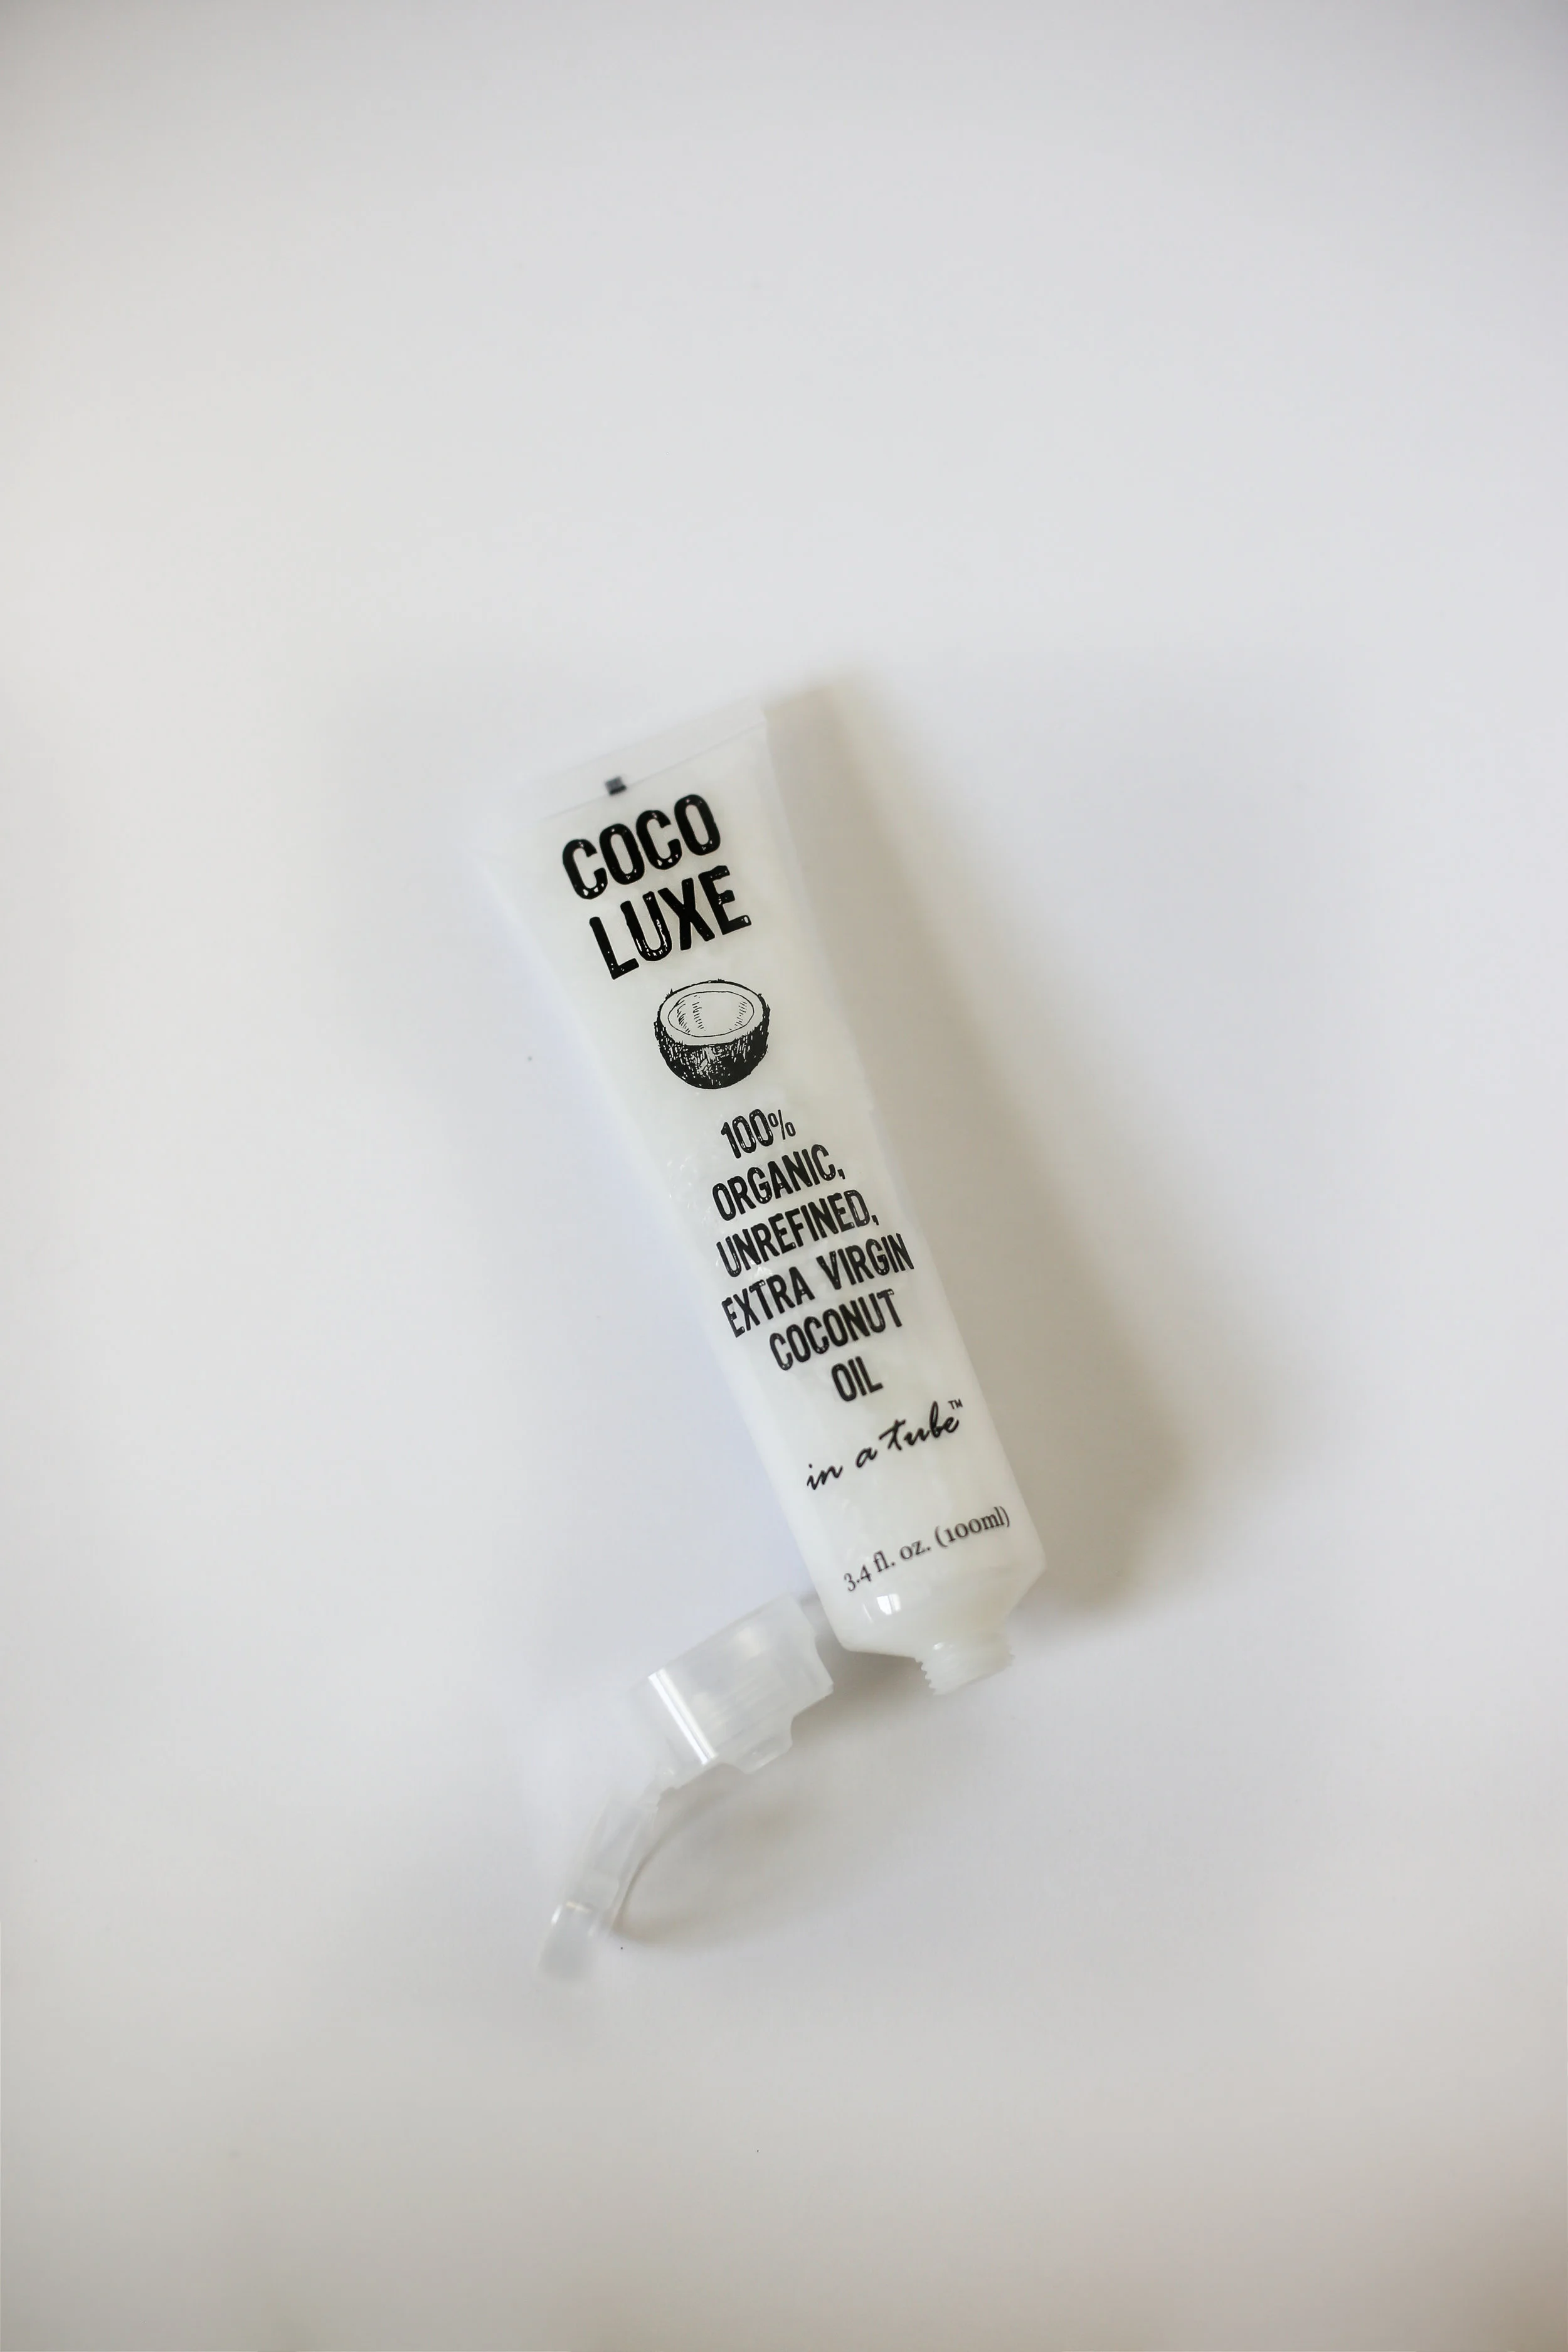 COCO
LUXE
100%
ORGANIC,
UNREFINED,
EXTRA VIRGIN
COCONUT
OIL
in a tube™
3.4 fl. oz. (100ml)